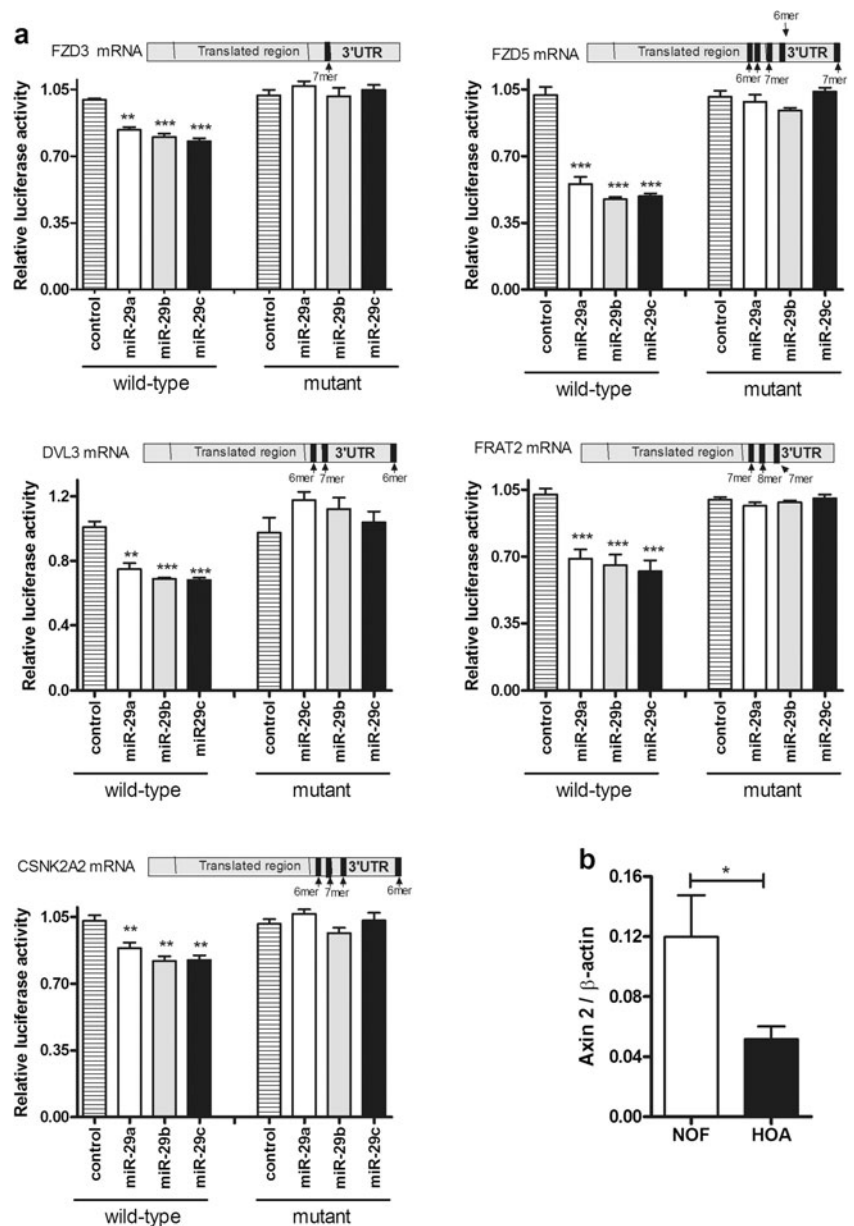 a
FZD3 mRNA Translated region 3'UTR
7mer
Relative luciferase activity
1.05
0.70
0.35
0.00
** *** ***
control miR-29a miR-29b miR-29c control miR-29a miR-29b miR-29c
wild-type mutant
6mer
FZD5 mRNA Translated region 3'UTR
6mer 7mer 7mer
Relative luciferase activity
1.05
0.70
0.35
0.00
*** *** ***
control miR-29a miR-29b miR-29c control miR-29a miR-29b miR-29c
wild-type mutant
DVL3 mRNA Translated region 3'UTR
6mer 7mer 6mer
Relative luciferase activity
1.2
0.8
0.4
0.0
** *** ***
control miR-29a miR-29b miR29c control miR-29a miR-29b miR-29c
wild-type mutant
FRAT2 mRNA Translated region 3'UTR
7mer 8mer 7mer
Relative luciferase activity
1.05
0.70
0.35
0.00
*** *** ***
control miR-29a miR-29b miR-29c control miR-29a miR-29b miR-29c
wild-type mutant
CSNK2A2 mRNA Translated region 3'UTR
6mer 7mer 6mer
Relative luciferase activity
1.05
0.70
0.35
0.00
** ** **
control miR-29a miR-29b miR-29c control miR-29a miR-29b miR-29c
wild-type mutant
b
Axin 2 / β-actin
0.16
0.12
0.08
0.04
0.00
*
NOF HOA